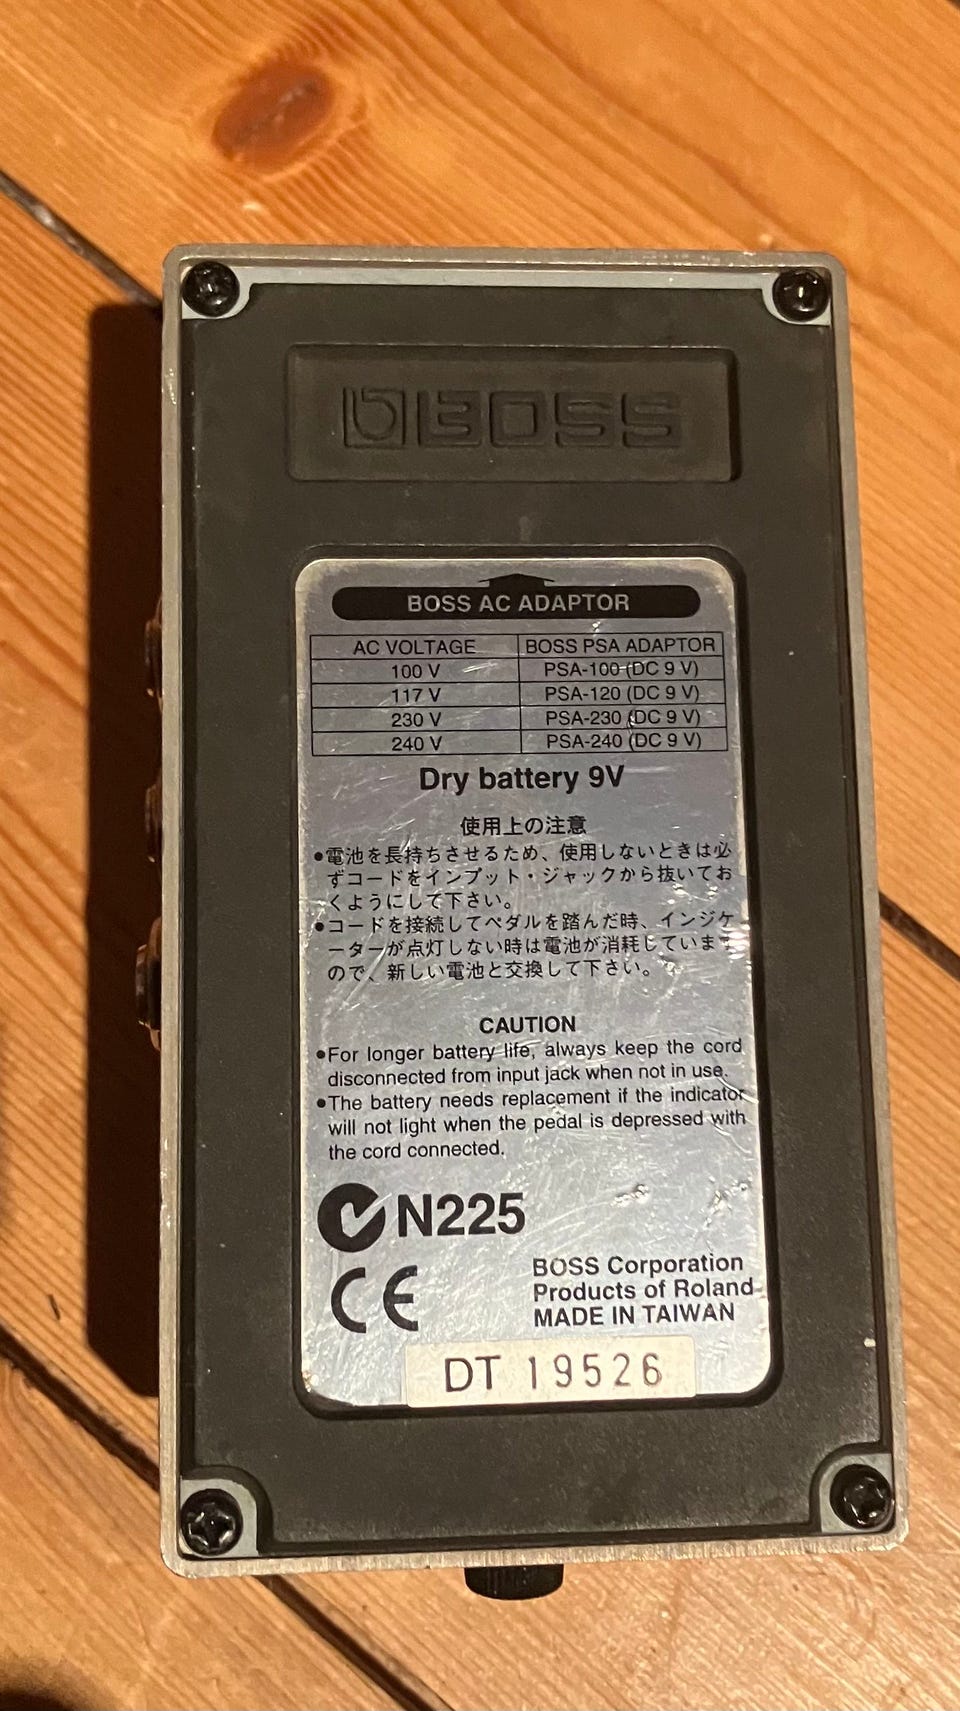 BOSS
BOSS AC ADAPTOR
AC VOLTAGE BOSS PSA ADAPTOR
100 V PSA-100 (DC 9 V)
117 V PSA-120 (DC 9 V)
230 V PSA-230 (DC 9 V)
240 V PSA-240 (DC 9 V)
Dry battery 9V
使用上の注意
●電池を長持ちさせるため、使用しないときは必
ずコードをインプット・ジャックから抜いてお
くようにして下さい。
●コードを接続してペダルを踏んだ時、インジケ
ーターが点灯しない時は電池が消耗しています
ので、新しい電池と交換して下さい。
CAUTION
●For longer battery life, always keep the cord
disconnected from input jack when not in use.
●The battery needs replacement if the indicator
will not light when the pedal is depressed with
the cord connected.
N225
CE
BOSS Corporation
Products of Roland
MADE IN TAIWAN
DT 19526